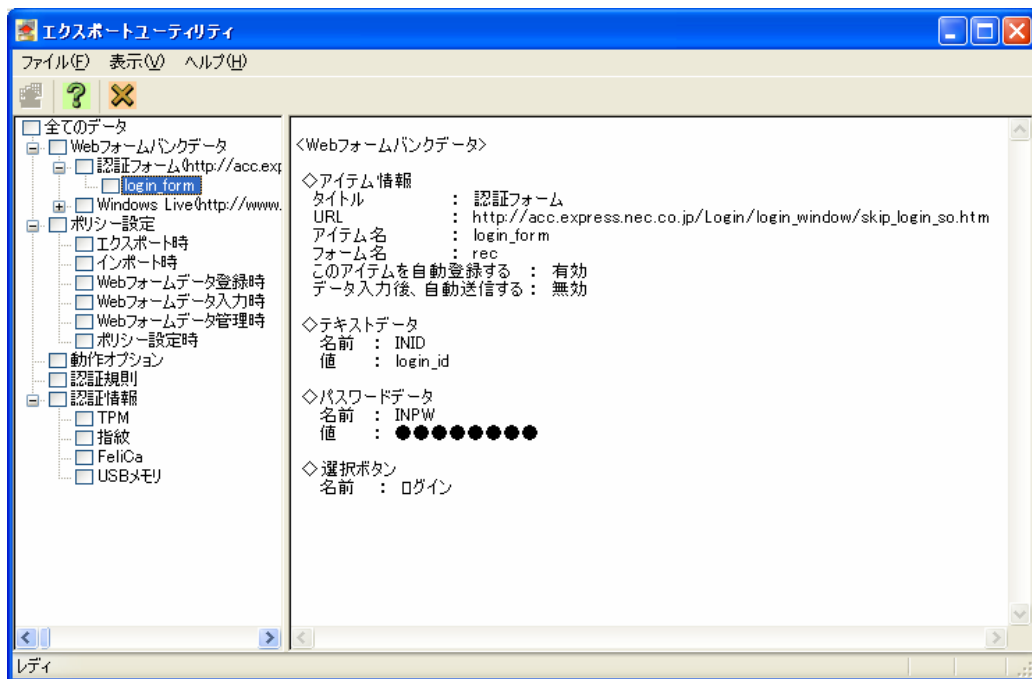 エクスポートユーティリティ
ファイル(F) 表示(V) ヘルプ(H)
全てのデータ
Webフォームバンクデータ
認証フォーム(http://acc.exp
login_form
Windows Live(http://www.
ポリシー設定
エクスポート時
インポート時
Webフォームデータ登録時
Webフォームデータ入力時
Webフォームデータ管理時
ポリシー設定時
動作オプション
認証規則
認証情報
TPM
指紋
FeliCa
USBメモリ
<Webフォームバンクデータ>
◇アイテム情報
タイトル : 認証フォーム
URL : http://acc.express.nec.co.jp/Login/login_window/skip_login_so.htm
アイテム名 : login_form
フォーム名 : rec
このアイテムを自動登録する : 有効
データ入力後、自動送信する : 無効
◇テキストデータ
名前 : INID
値 : login_id
◇パスワードデータ
名前 : INPW
値 : ●●●●●●●●
◇選択ボタン
名前 : ログイン
レディ